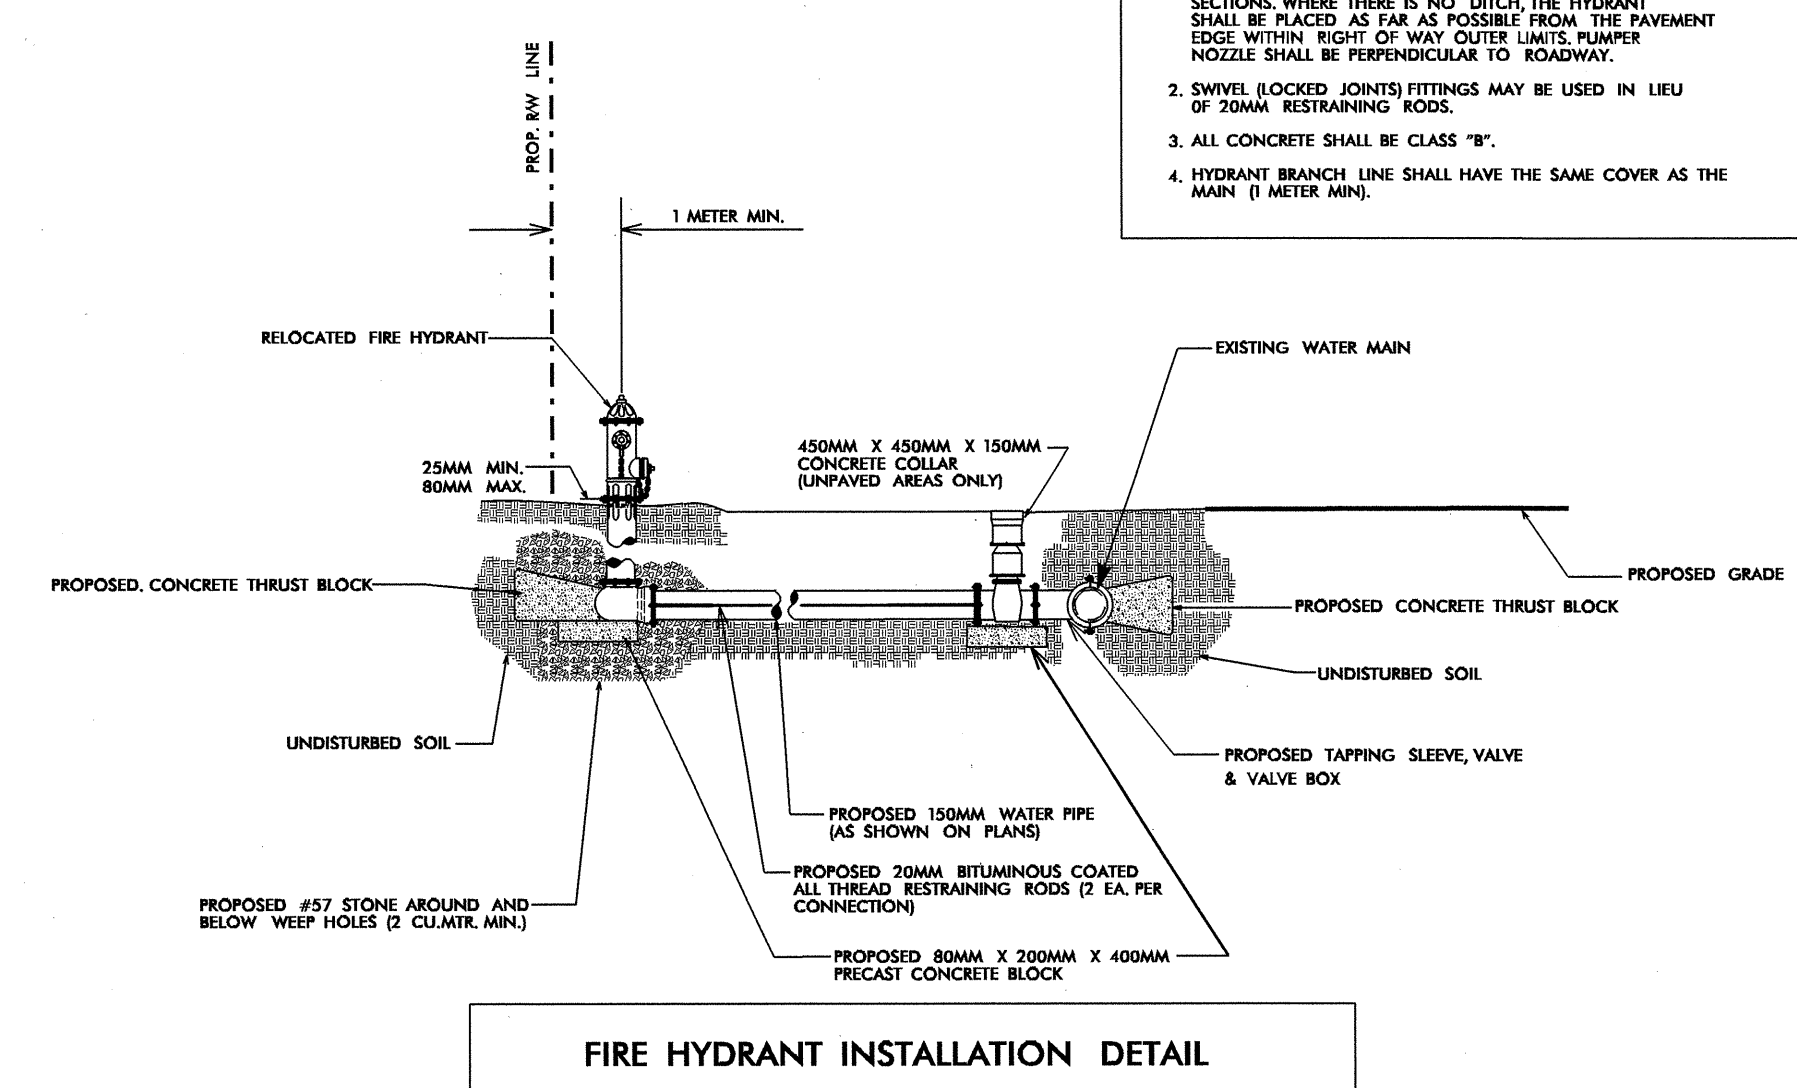 SECTIONS. WHERE THERE IS NO DITCH, THE HYDRANT
SHALL BE PLACED AS FAR AS POSSIBLE FROM THE PAVEMENT
EDGE WITHIN RIGHT OF WAY OUTER LIMITS. PUMPER
NOZZLE SHALL BE PERPENDICULAR TO ROADWAY.
2. SWIVEL (LOCKED JOINTS) FITTINGS MAY BE USED IN LIEU
OF 20MM RESTRAINING RODS.
3. ALL CONCRETE SHALL BE CLASS "B".
4. HYDRANT BRANCH LINE SHALL HAVE THE SAME COVER AS THE
MAIN (1 METER MIN).
PROP. R/W LINE
1 METER MIN.
RELOCATED FIRE HYDRANT
EXISTING WATER MAIN
450MM X 450MM X 150MM
CONCRETE COLLAR
(UNPAVED AREAS ONLY)
25MM MIN.
80MM MAX.
PROPOSED. CONCRETE THRUST BLOCK
PROPOSED GRADE
PROPOSED CONCRETE THRUST BLOCK
UNDISTURBED SOIL
UNDISTURBED SOIL
PROPOSED TAPPING SLEEVE, VALVE
& VALVE BOX
PROPOSED 150MM WATER PIPE
(AS SHOWN ON PLANS)
PROPOSED 20MM BITUMINOUS COATED
ALL THREAD RESTRAINING RODS (2 EA. PER
CONNECTION)
PROPOSED #57 STONE AROUND AND
BELOW WEEP HOLES (2 CU.MTR. MIN.)
PROPOSED 80MM X 200MM X 400MM
PRECAST CONCRETE BLOCK
FIRE HYDRANT INSTALLATION DETAIL